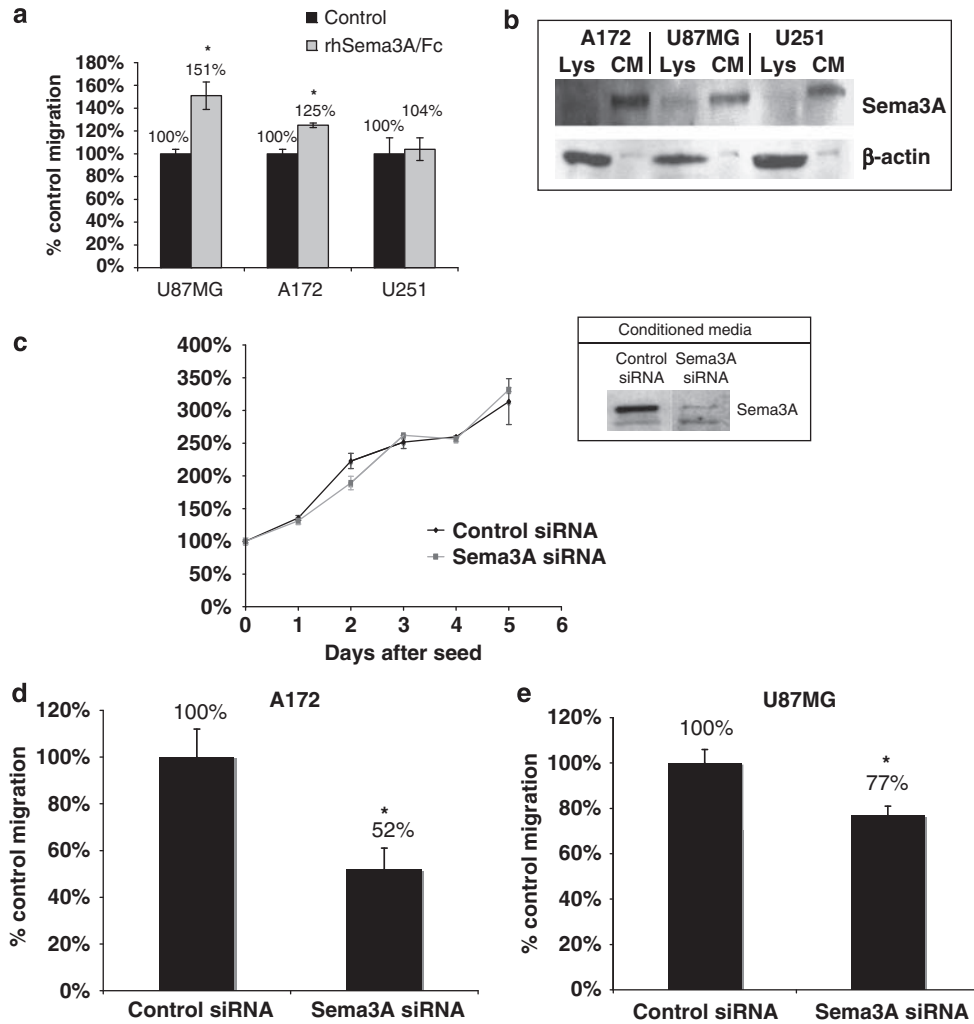 a
Control
rhSema3A/Fc
% control migration
180%
160%
140%
120%
100%
80%
60%
40%
20%
0%
100%
*
151%
100%
*
125%
100%
104%
U87MG
A172
U251
b
A172 U87MG U251
Lys CM Lys CM Lys CM
Sema3A
β-actin
c
400%
350%
300%
250%
200%
150%
100%
50%
0%
0 1 2 3 4 5 6
Days after seed
Control siRNA
Sema3A siRNA
Conditioned media
Control Sema3A
siRNA siRNA
Sema3A
d
A172
% control migration
120%
100%
80%
60%
40%
20%
0%
100%
*
52%
Control siRNA Sema3A siRNA
e
U87MG
% control migration
120%
100%
80%
60%
40%
20%
0%
100%
*
77%
Control siRNA Sema3A siRNA